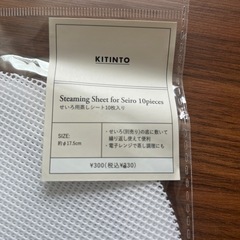 KITINTO
Steaming Sheet for Seiro 10pieces
せいろ用蒸しシート10枚入り
SIZE:
約φ17.5cm
・せいろ(別売り)の底に敷いて
繰り返し使えて便利
・電子レンジで蒸し調理にも
¥300(税込¥330)